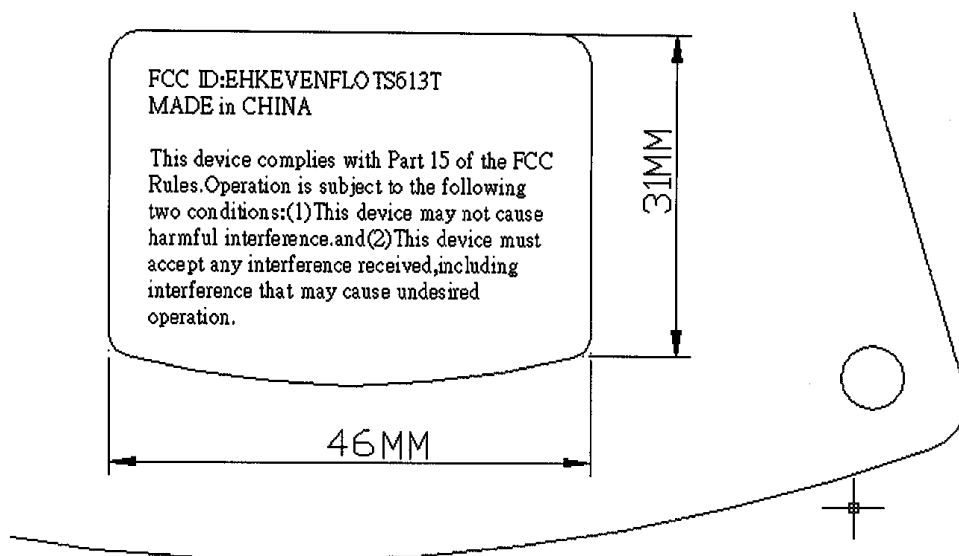 FCC ID:EHKEVENFLOTS613T
MADE in CHINA
This device complies with Part 15 of the FCC
Rules.Operation is subject to the following
two conditions:(1)This device may not cause
harmful interference.and(2)This device must
accept any interference received,including
interference that may cause undesired
operation.
31MM
46MM